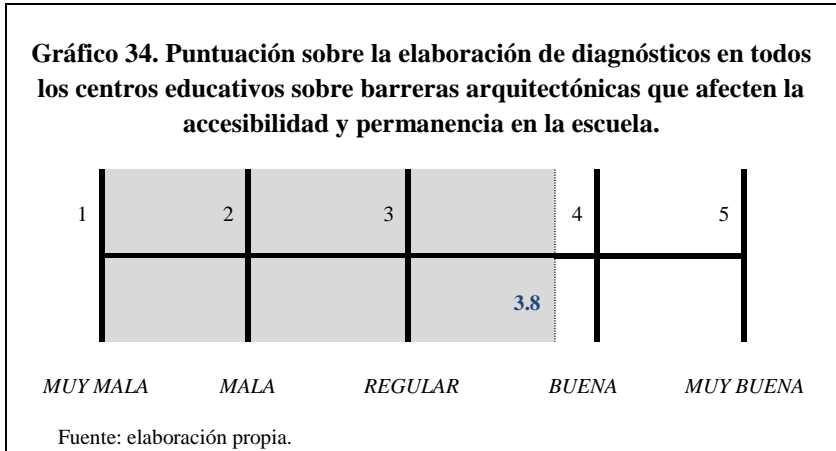 Gráfico 34. Puntuación sobre la elaboración de diagnósticos en todos
los centros educativos sobre barreras arquitectónicas que afecten la
accesibilidad y permanencia en la escuela.
1 2 3 4 5
3.8
MUY MALA MALA REGULAR BUENA MUY BUENA
Fuente: elaboración propia.